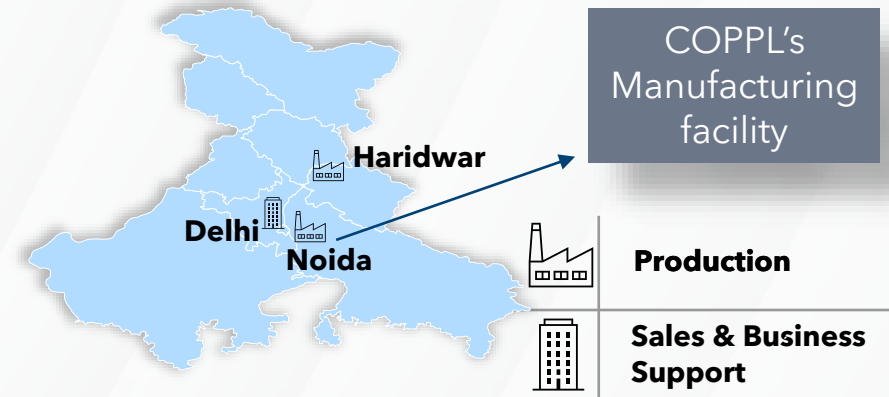 COPPL's
Manufacturing
facility
Haridwar
Delhi
Noida
Production
Sales & Business
Support